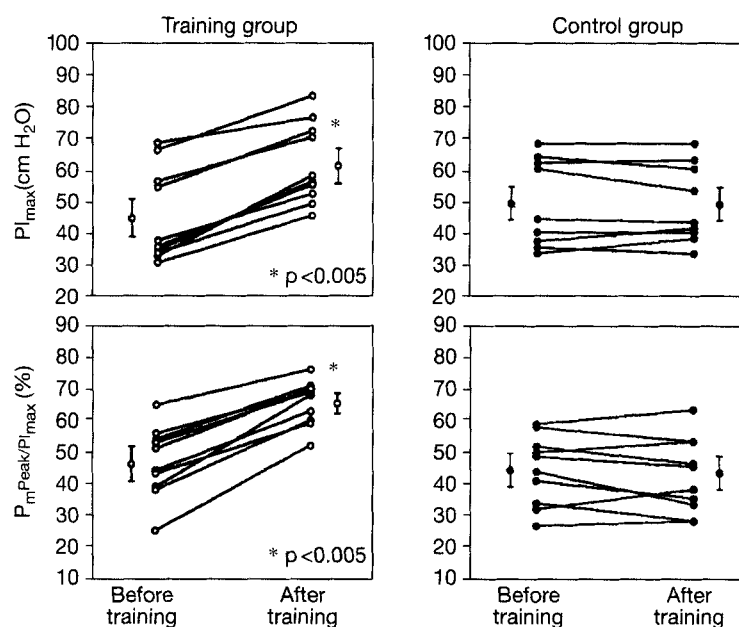 Training group
Control group
PImax(cm H2O)
100
90
80
70
60
50
40
30
20
*
* p<0.005
100
90
80
70
60
50
40
30
20
PmPeak/PImax (%)
90
80
70
60
50
40
30
20
10
*
* p<0.005
90
80
70
60
50
40
30
20
10
Before
training
After
training
Before
training
After
training